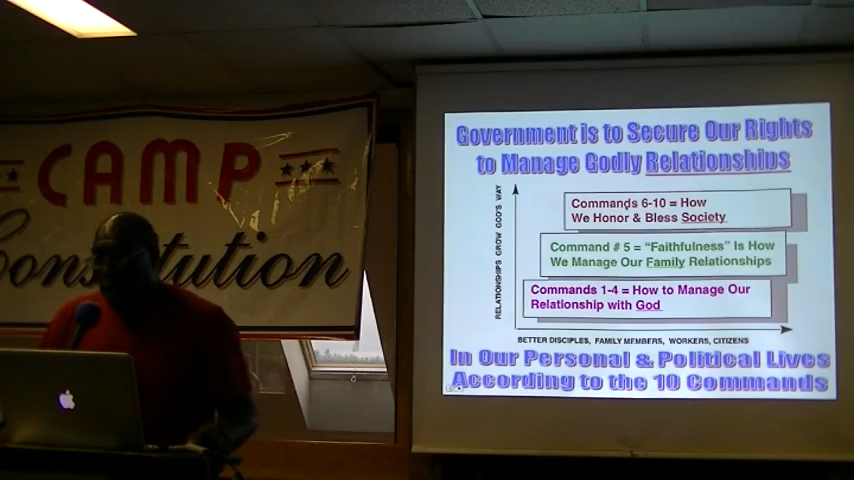 CAMP
Constitution
Government is to Secure Our Rights
to Manage Godly Relationships
RELATIONSHIPS GROW GOD'S WAY
Commands 6-10 = How
We Honor & Bless Society
Command # 5 = “Faithfulness” Is How
We Manage Our Family Relationships
Commands 1-4 = How to Manage Our
Relationship with God
BETTER DISCIPLES, FAMILY MEMBERS, WORKERS, CITIZENS
In Our Personal & Political Lives
According to the 10 Commands